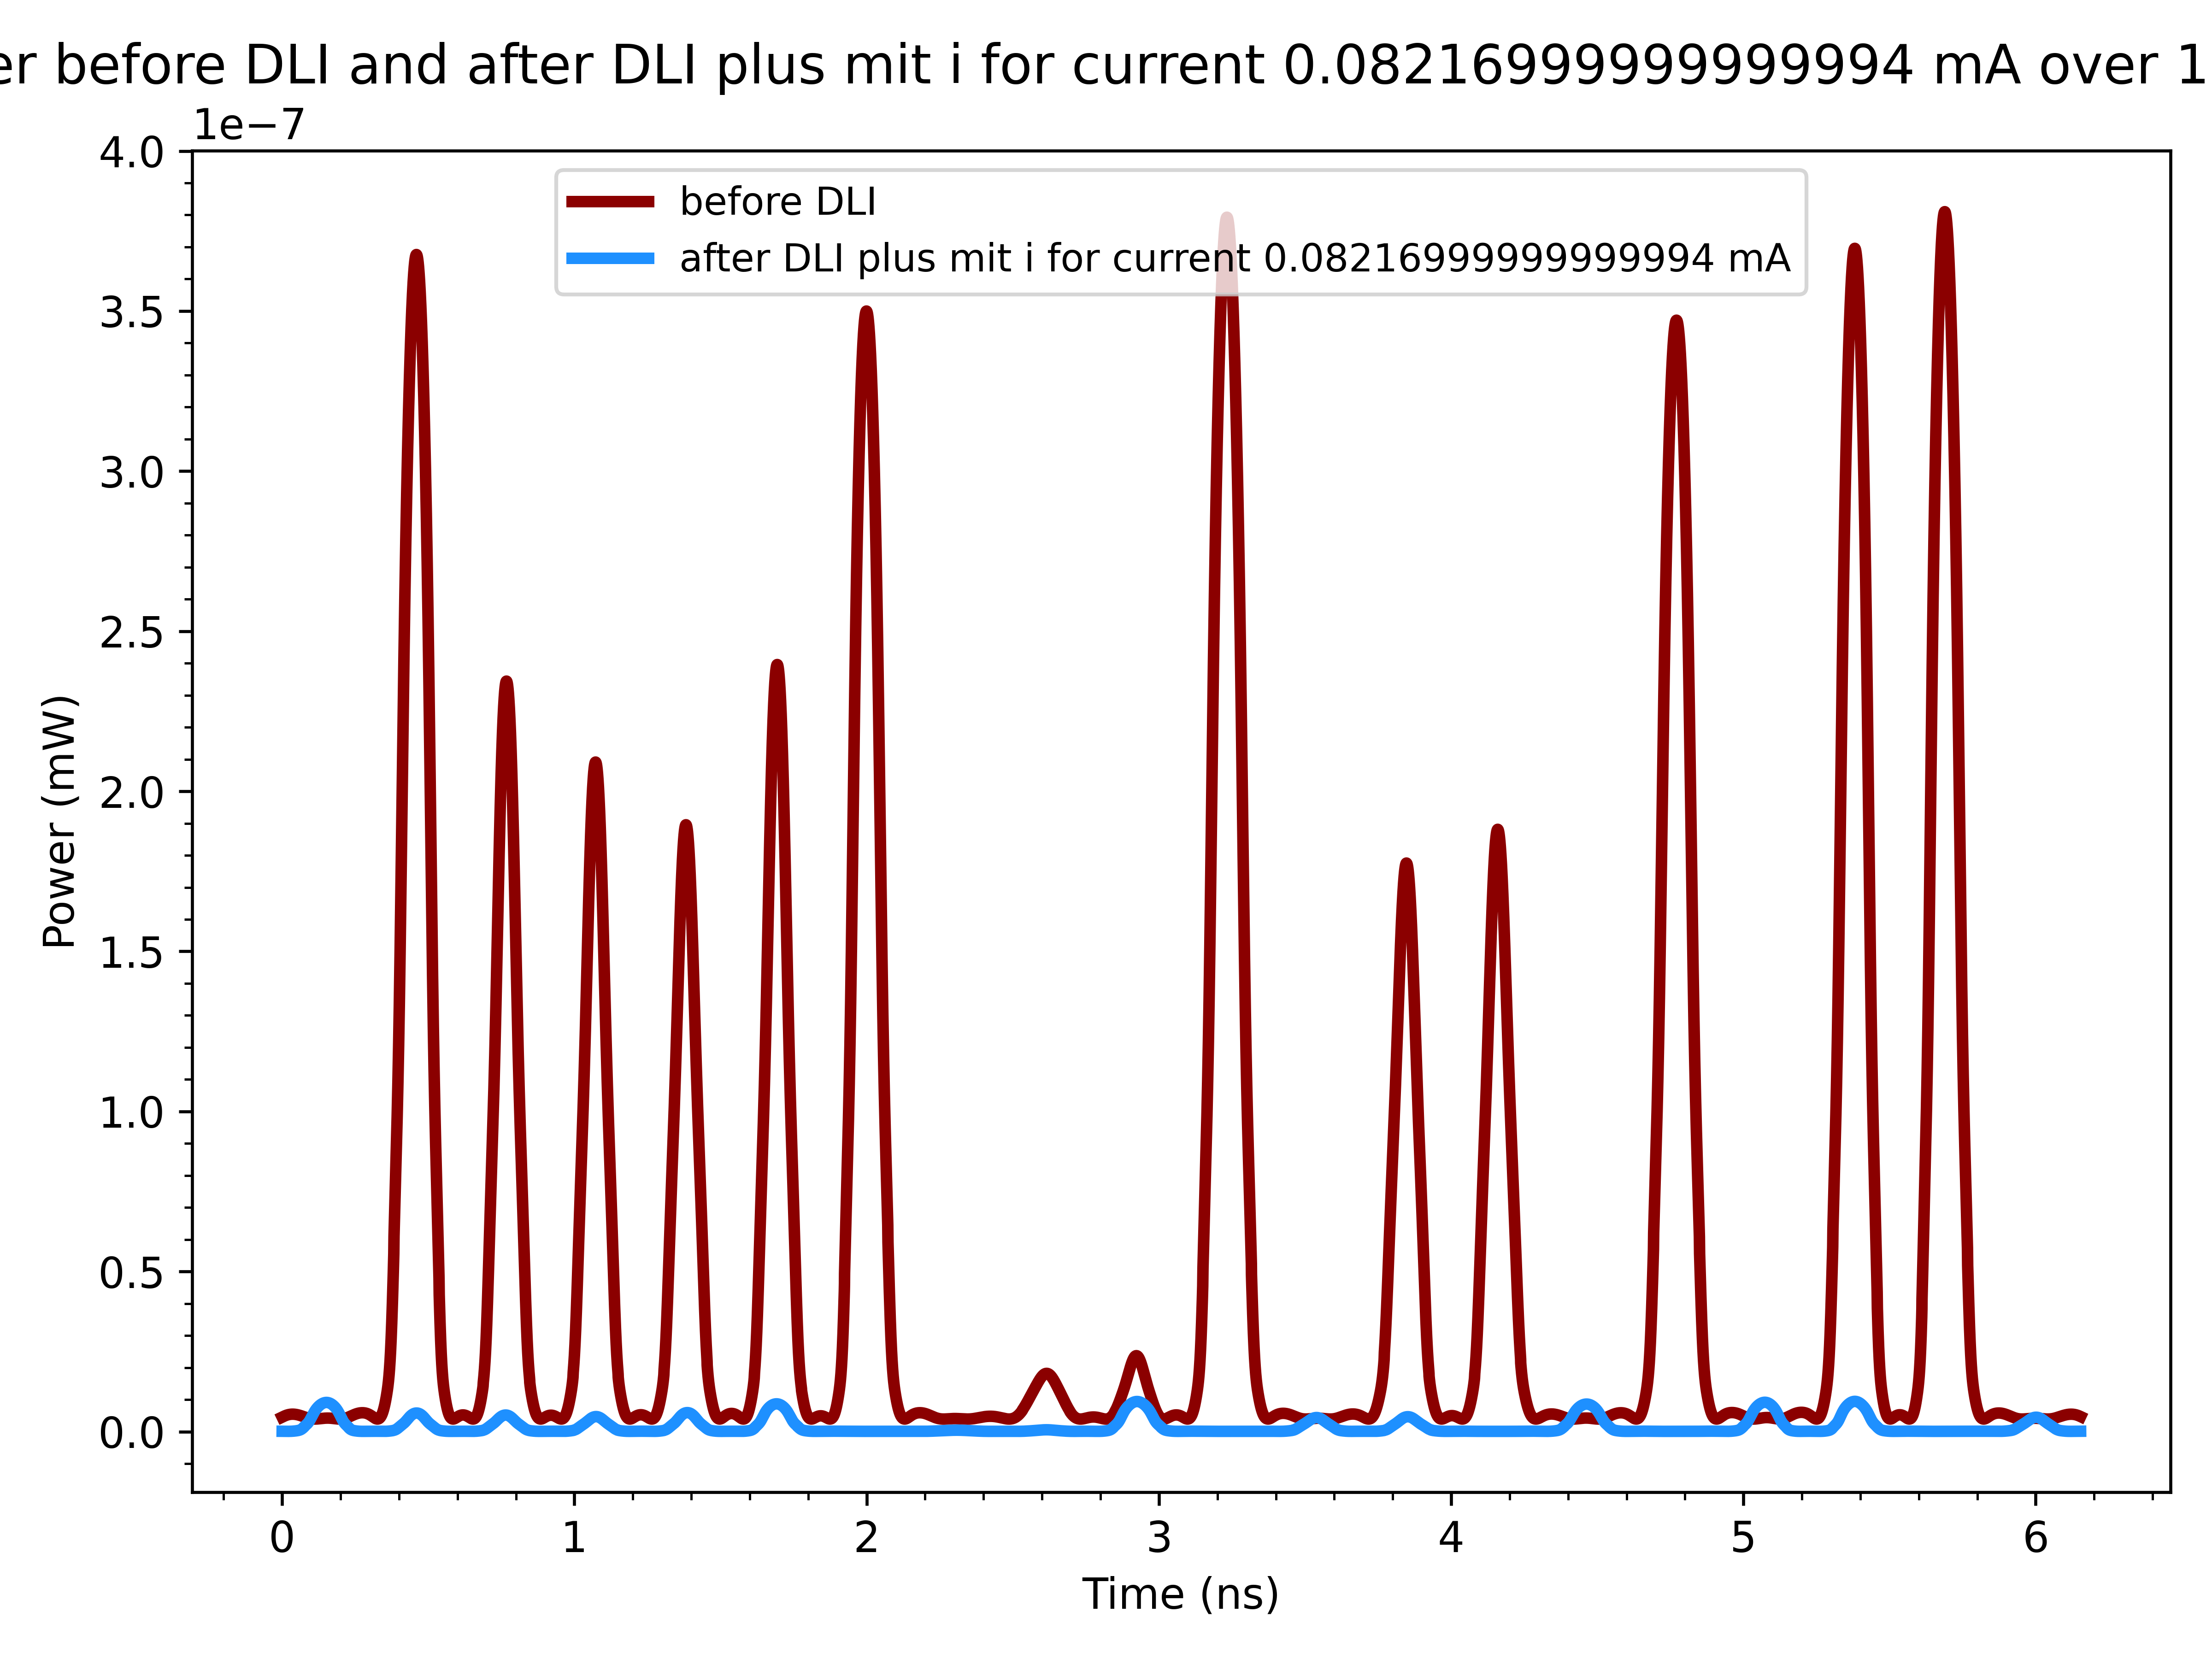 er before DLI and after DLI plus mit i for current 0.08216999999999994 mA over 1
1e−7
4.0
3.5
3.0
2.5
2.0
1.5
1.0
0.5
0.0
Power (mW)
before DLI
after DLI plus mit i for current 0.08216999999999994 mA
0 1 2 3 4 5 6
Time (ns)